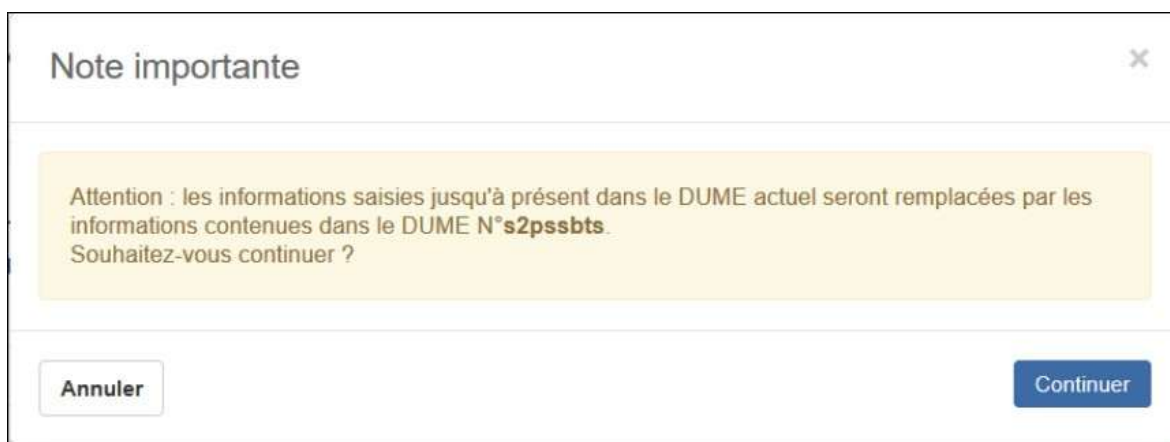 Note importante
×
Attention : les informations saisies jusqu'à présent dans le DUME actuel seront remplacées par les
informations contenues dans le DUME N°s2pssbts.
Souhaitez-vous continuer ?
Annuler
Continuer